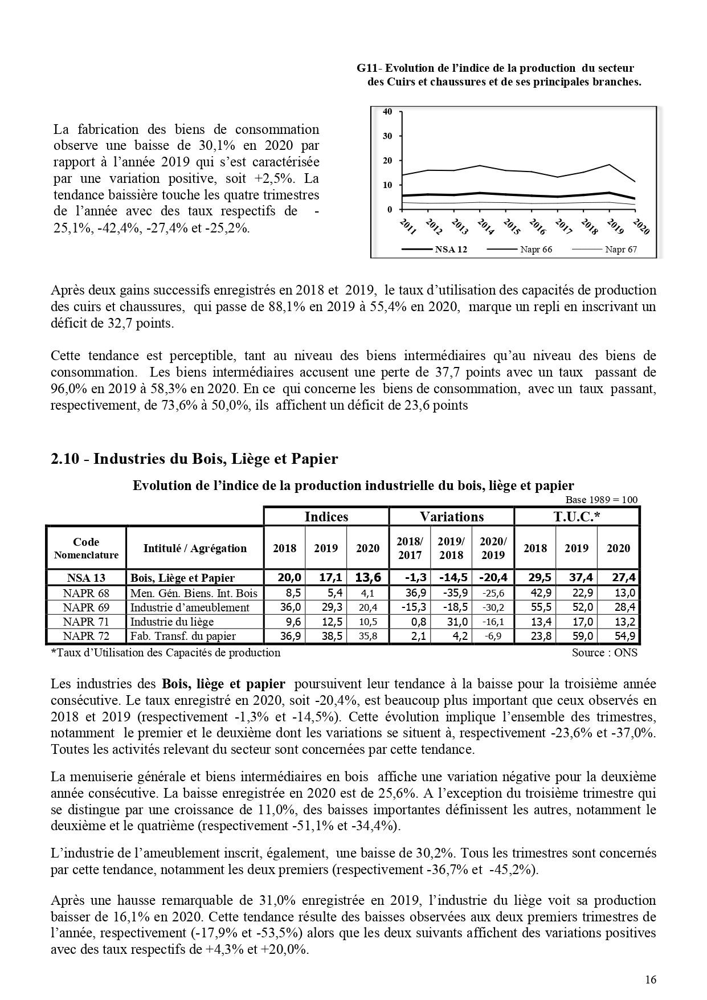 G11- Evolution de l’indice de la production du secteur
des Cuirs et chaussures et de ses principales branches.
La fabrication des biens de consommation
observe une baisse de 30,1% en 2020 par
rapport à l’année 2019 qui s’est caractérisée
par une variation positive, soit +2,5%. La
tendance baissière touche les quatre trimestres
de l’année avec des taux respectifs de -
25,1%, -42,4%, -27,4% et -25,2%.
40
30
20
10
0
2011 2012 2013 2014 2015 2016 2017 2018 2019 2020
NSA 12 Napr 66 Napr 67
Après deux gains successifs enregistrés en 2018 et 2019, le taux d’utilisation des capacités de production
des cuirs et chaussures, qui passe de 88,1% en 2019 à 55,4% en 2020, marque un repli en inscrivant un
déficit de 32,7 points.
Cette tendance est perceptible, tant au niveau des biens intermédiaires qu’au niveau des biens de
consommation. Les biens intermédiaires accusent une perte de 37,7 points avec un taux passant de
96,0% en 2019 à 58,3% en 2020. En ce qui concerne les biens de consommation, avec un taux passant,
respectivement, de 73,6% à 50,0%, ils affichent un déficit de 23,6 points
2.10 - Industries du Bois, Liège et Papier
Evolution de l’indice de la production industrielle du bois, liège et papier
Base 1989 = 100
Indices Variations T.U.C.*
Code Nomenclature Intitulé / Agrégation 2018 2019 2020 2018/2017 2019/2018 2020/2019 2018 2019 2020
NSA 13 Bois, Liège et Papier 20,0 17,1 13,6 -1,3 -14,5 -20,4 29,5 37,4 27,4
NAPR 68 Men. Gén. Biens. Int. Bois 8,5 5,4 4,1 36,9 -35,9 -25,6 42,9 22,9 13,0
NAPR 69 Industrie d’ameublement 36,0 29,3 20,4 -15,3 -18,5 -30,2 55,5 52,0 28,4
NAPR 71 Industrie du liège 9,6 12,5 10,5 0,8 31,0 -16,1 13,4 17,0 13,2
NAPR 72 Fab. Transf. du papier 36,9 38,5 35,8 2,1 4,2 -6,9 23,8 59,0 54,9
*Taux d’Utilisation des Capacités de production Source : ONS
Les industries des Bois, liège et papier poursuivent leur tendance à la baisse pour la troisième année
consécutive. Le taux enregistré en 2020, soit -20,4%, est beaucoup plus important que ceux observés en
2018 et 2019 (respectivement -1,3% et -14,5%). Cette évolution implique l’ensemble des trimestres,
notamment le premier et le deuxième dont les variations se situent à, respectivement -23,6% et -37,0%.
Toutes les activités relevant du secteur sont concernées par cette tendance.
La menuiserie générale et biens intermédiaires en bois affiche une variation négative pour la deuxième
année consécutive. La baisse enregistrée en 2020 est de 25,6%. A l’exception du troisième trimestre qui
se distingue par une croissance de 11,0%, des baisses importantes définissent les autres, notamment le
deuxième et le quatrième (respectivement -51,1% et -34,4%).
L’industrie de l’ameublement inscrit, également, une baisse de 30,2%. Tous les trimestres sont concernés
par cette tendance, notamment les deux premiers (respectivement -36,7% et -45,2%).
Après une hausse remarquable de 31,0% enregistrée en 2019, l’industrie du liège voit sa production
baisser de 16,1% en 2020. Cette tendance résulte des baisses observées aux deux premiers trimestres de
l’année, respectivement (-17,9% et -53,5%) alors que les deux suivants affichent des variations positives
avec des taux respectifs de +4,3% et +20,0%.
16